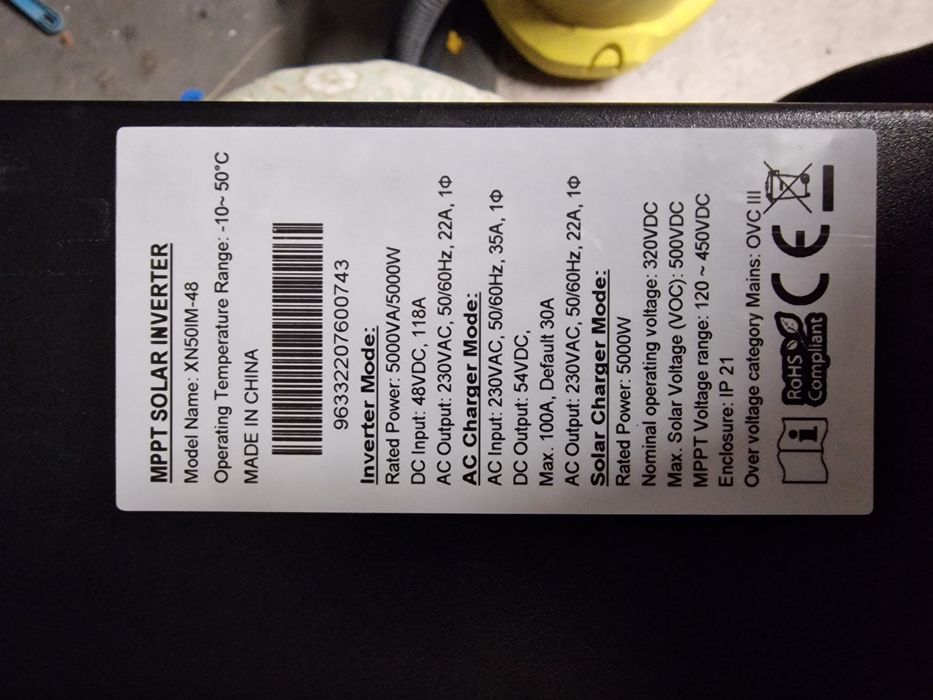 MPPT SOLAR INVERTER
Model Name: XN50IM-48
Operating Temperature Range: -10~ 50°C
MADE IN CHINA
96332207600743
Inverter Mode:
Rated Power: 5000VA/5000W
DC Input: 48VDC, 118A
AC Output: 230VAC, 50/60Hz, 22A, 1Φ
AC Charger Mode:
AC Input: 230VAC, 50/60Hz, 35A, 1Φ
DC Output: 54VDC,
Max. 100A, Default 30A
AC Output: 230VAC, 50/60Hz, 22A, 1Φ
Solar Charger Mode:
Rated Power: 5000W
Nominal operating voltage: 320VDC
Max. Solar Voltage (VOC): 500VDC
MPPT Voltage range: 120 ~ 450VDC
Enclosure: IP 21
Over voltage category Mains: OVC III
i
RoHS
Compliant
CE